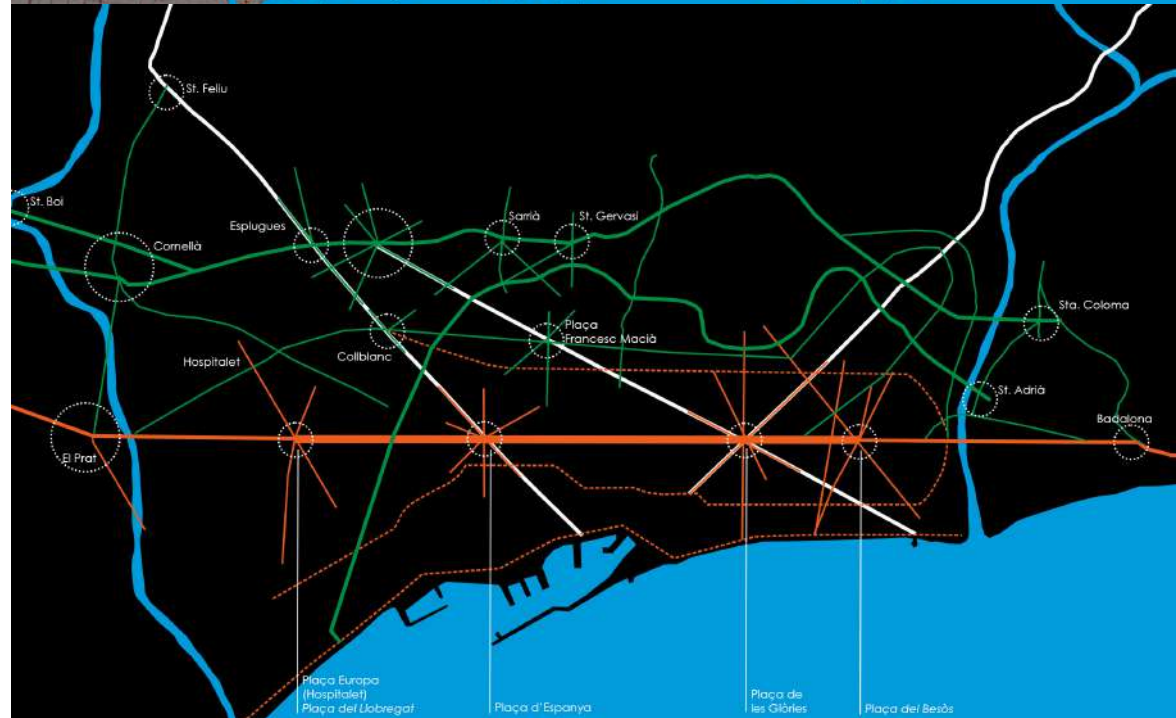 St. Feliu
St. Boi
Cornellà
Esplugues
Sarrià
St. Gervasi
Sta. Coloma
Plaça
Francesc Macià
Hospitalet
Collblanc
St. Adrià
Badalona
El Prat
Plaça Europa
(Hospitalet)
Plaça del Llobregat
Plaça d'Espanya
Plaça de
les Glòries
Plaça del Besòs